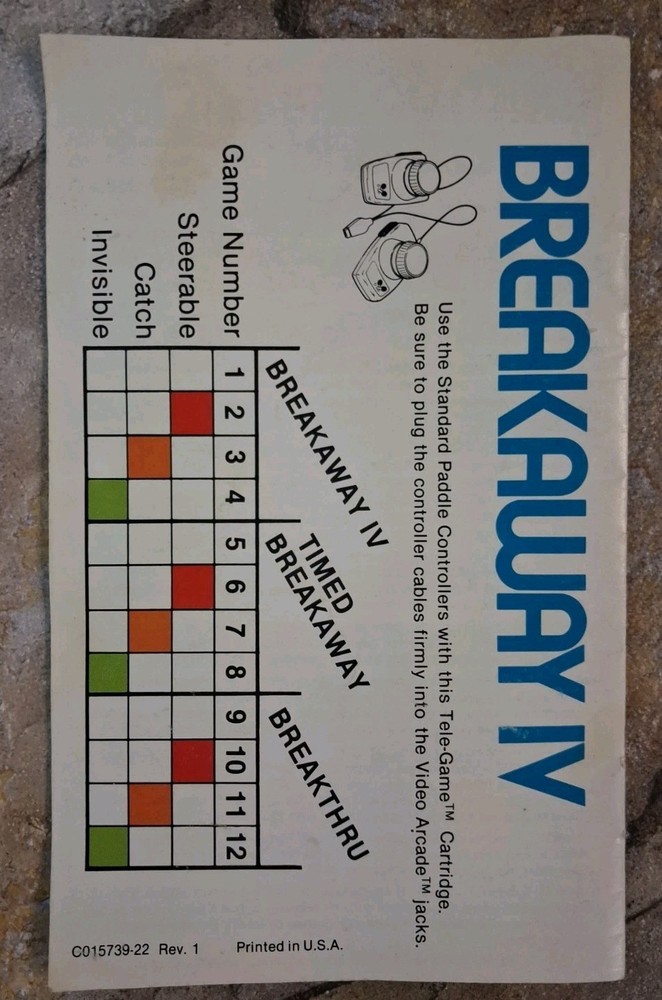 BREAKAWAY IV
Use the Standard Paddle Controllers with this Tele-Game™ Cartridge.
Be sure to plug the controller cables firmly into the Video Arcade™ jacks.
BREAKAWAY IV
TIMED
BREAKAWAY
BREAKTHRU
Game Number 1 2 3 4 5 6 7 8 9 10 11 12
Steerable
Catch
Invisible
C015739-22 Rev. 1 Printed in U.S.A.